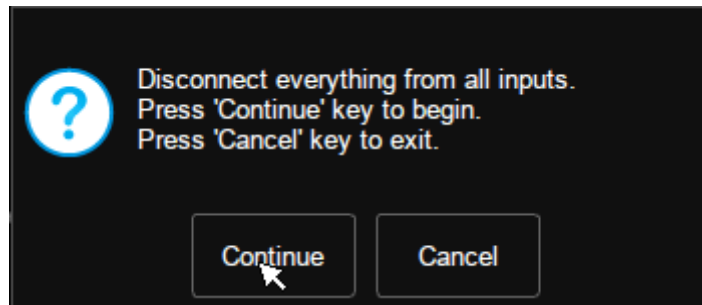 Disconnect everything from all inputs.
Press 'Continue' key to begin.
Press 'Cancel' key to exit.
Continue
Cancel